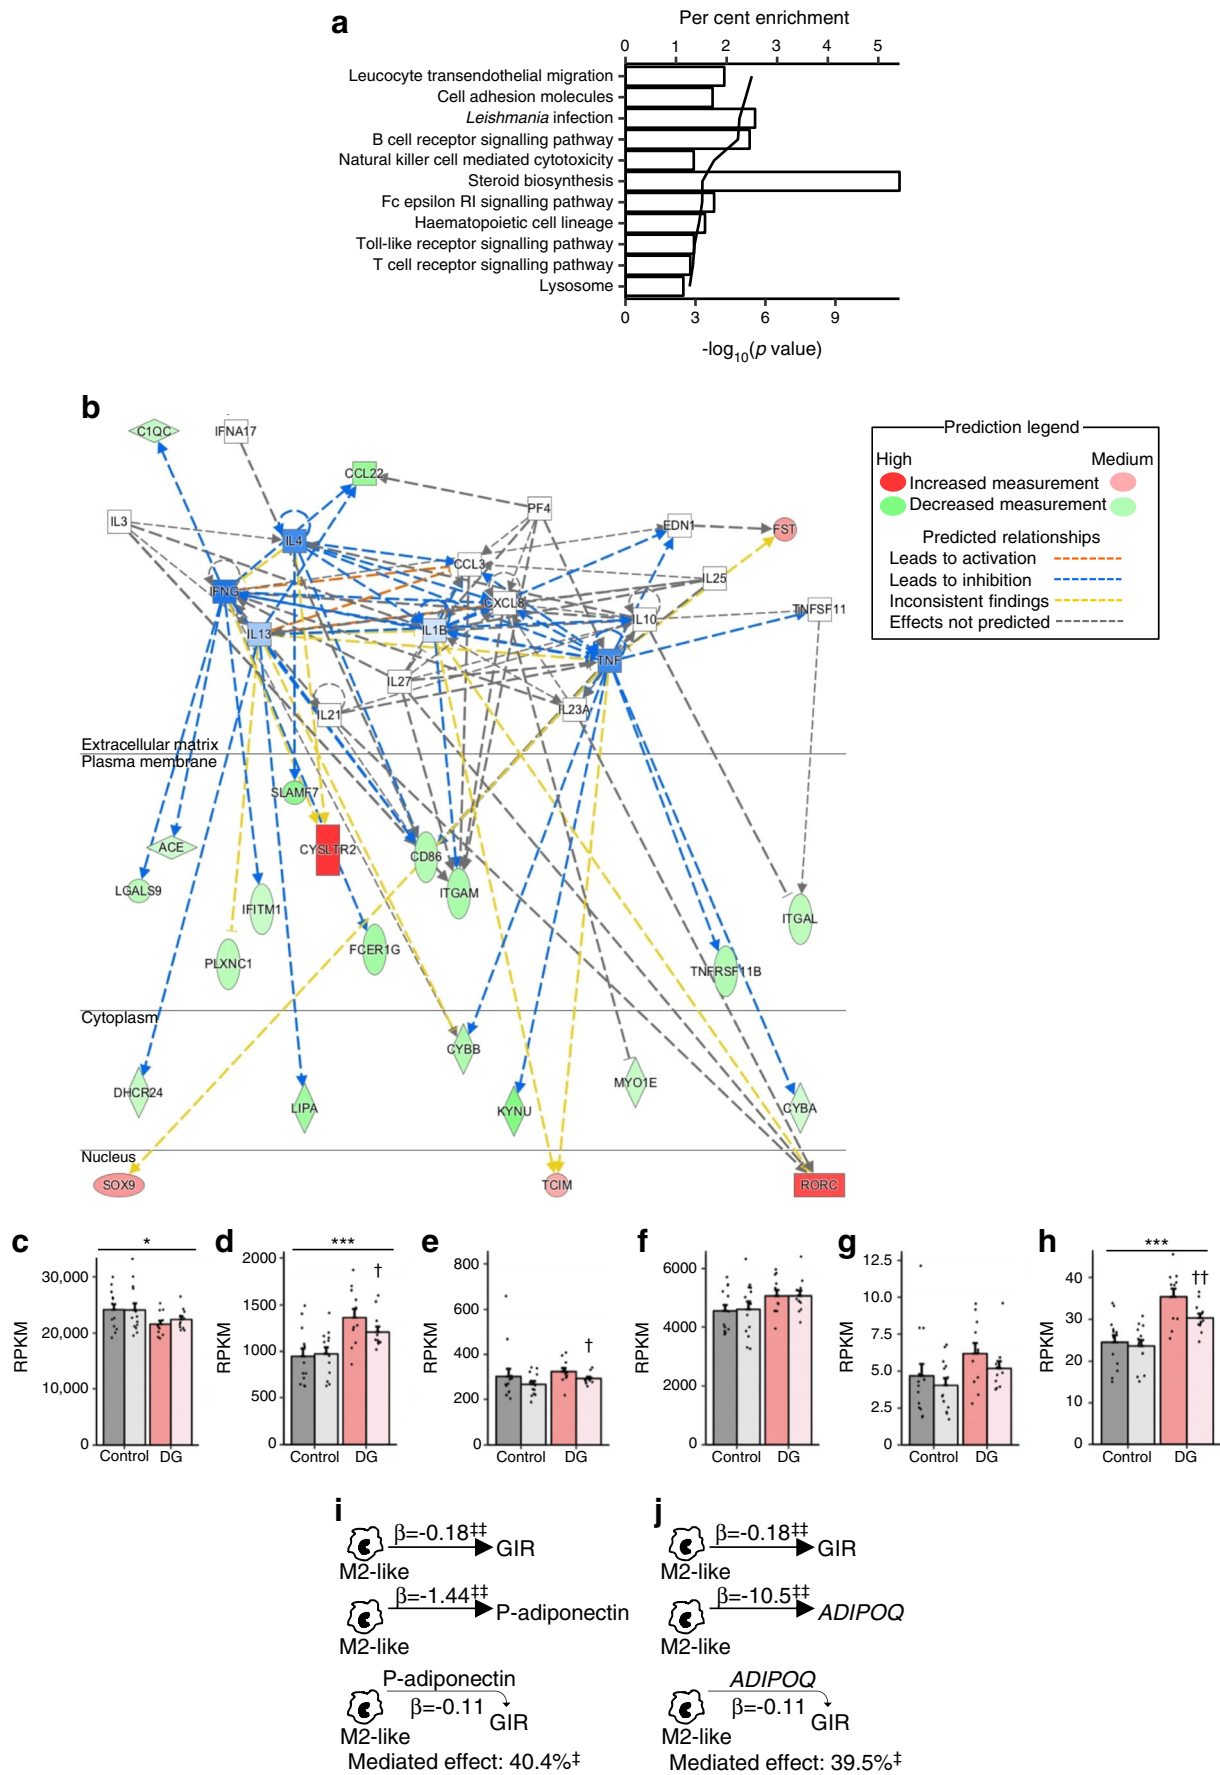 a
Per cent enrichment
0 1 2 3 4 5
Leucocyte transendothelial migration
Cell adhesion molecules
Leishmania infection
B cell receptor signalling pathway
Natural killer cell mediated cytotoxicity
Steroid biosynthesis
Fc epsilon RI signalling pathway
Haematopoietic cell lineage
Toll-like receptor signalling pathway
T cell receptor signalling pathway
Lysosome
0 3 6 9
-log10(p value)
b
C1QC
IFNA17
CCL22
IL3
PF4
EDN1
FST
IL4
CCL3
IL25
IFNG
CXCL8
IL10
TNFSF11
IL13
IL1B
TNF
IL27
IL21
IL23A
Extracellular matrix
Plasma membrane
SLAMF7
ACE
CYSLTR2
CD86
LGALS9
IFITM1
ITGAM
ITGAL
PLXNC1
FCER1G
TNFRSF11B
Cytoplasm
CYBB
DHCR24
LIPA
KYNU
MYO1E
CYBA
Nucleus
SOX9
TCIM
RORC
Prediction legend
High Medium
Increased measurement
Decreased measurement
Predicted relationships
Leads to activation
Leads to inhibition
Inconsistent findings
Effects not predicted
c
*
RPKM
30,000
20,000
10,000
0
Control DG
d
***
†
RPKM
2000
1500
1000
500
0
Control DG
e
†
RPKM
800
600
400
200
0
Control DG
f
RPKM
6000
4000
2000
0
Control DG
g
RPKM
12.5
10.0
7.5
5.0
2.5
0
Control DG
h
***
††
RPKM
40
30
20
10
0
Control DG
i
β=-0.18‡‡
GIR
M2-like
β=-1.44‡‡
P-adiponectin
M2-like
P-adiponectin
β=-0.11
GIR
M2-like
Mediated effect: 40.4%‡
j
β=-0.18‡‡
GIR
M2-like
β=-10.5‡‡
ADIPOQ
M2-like
ADIPOQ
β=-0.11
GIR
M2-like
Mediated effect: 39.5%‡